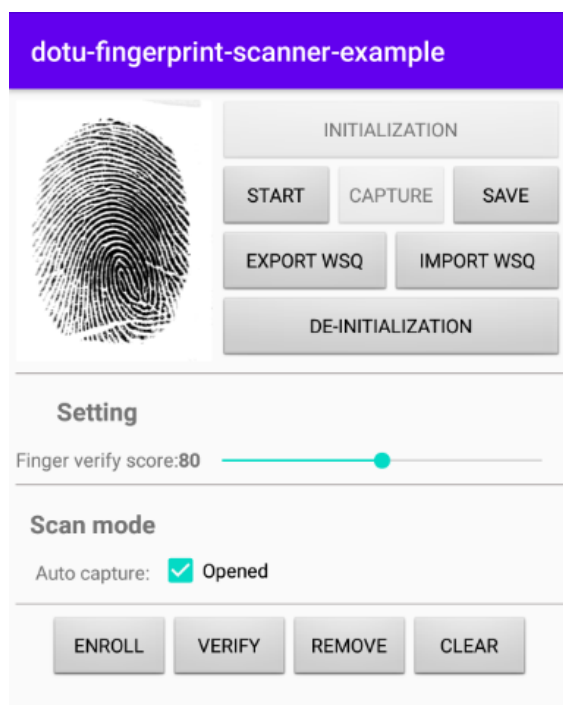 dotu-fingerprint-scanner-example
INITIALIZATION
START CAPTURE SAVE
EXPORT WSQ IMPORT WSQ
DE-INITIALIZATION
Setting
Finger verify score:80
Scan mode
Auto capture: Opened
ENROLL VERIFY REMOVE CLEAR